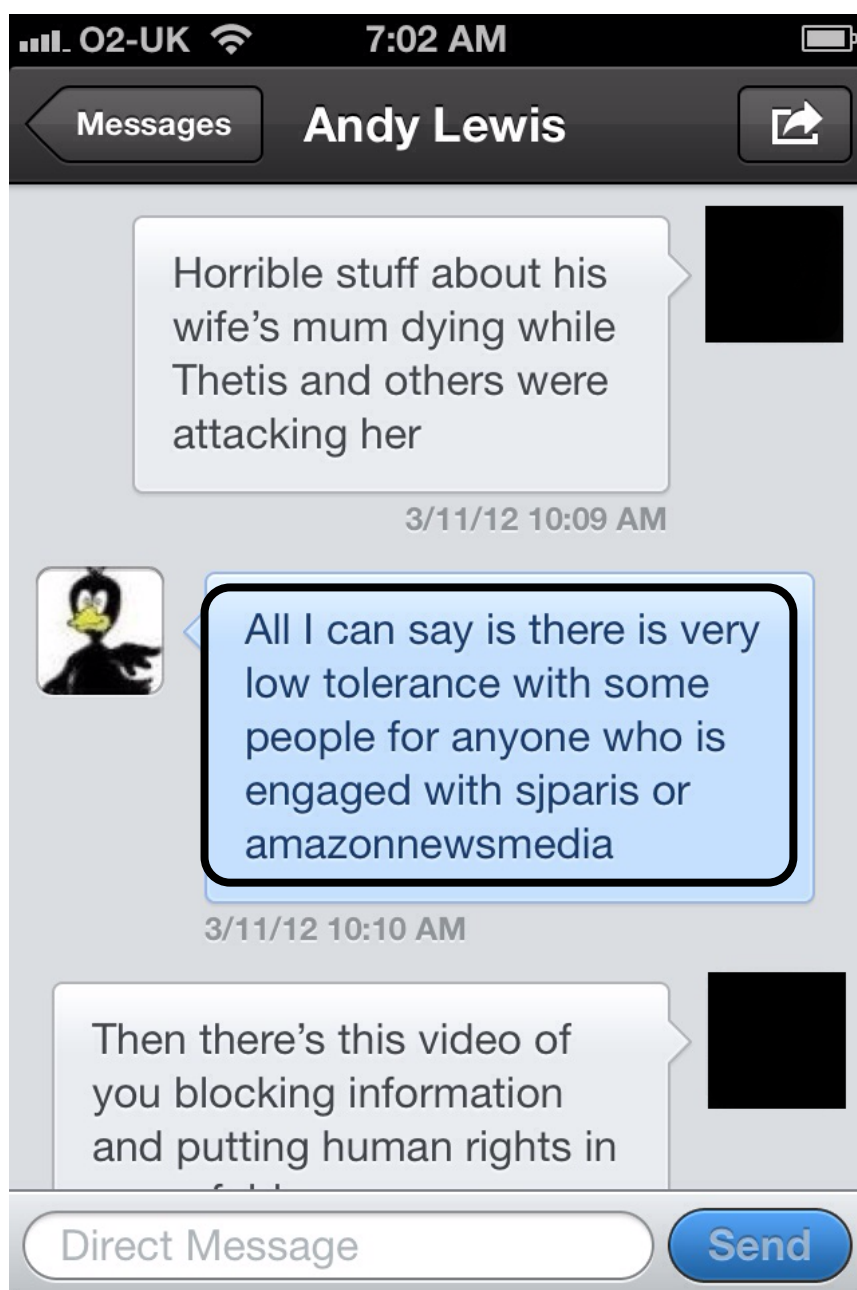 O2-UK 7:02 AM
Messages Andy Lewis
Horrible stuff about his
wife's mum dying while
Thetis and others were
attacking her
3/11/12 10:09 AM
All I can say is there is very
low tolerance with some
people for anyone who is
engaged with sjparis or
amazonnewsmedia
3/11/12 10:10 AM
Then there's this video of
you blocking information
and putting human rights in
Direct Message Send